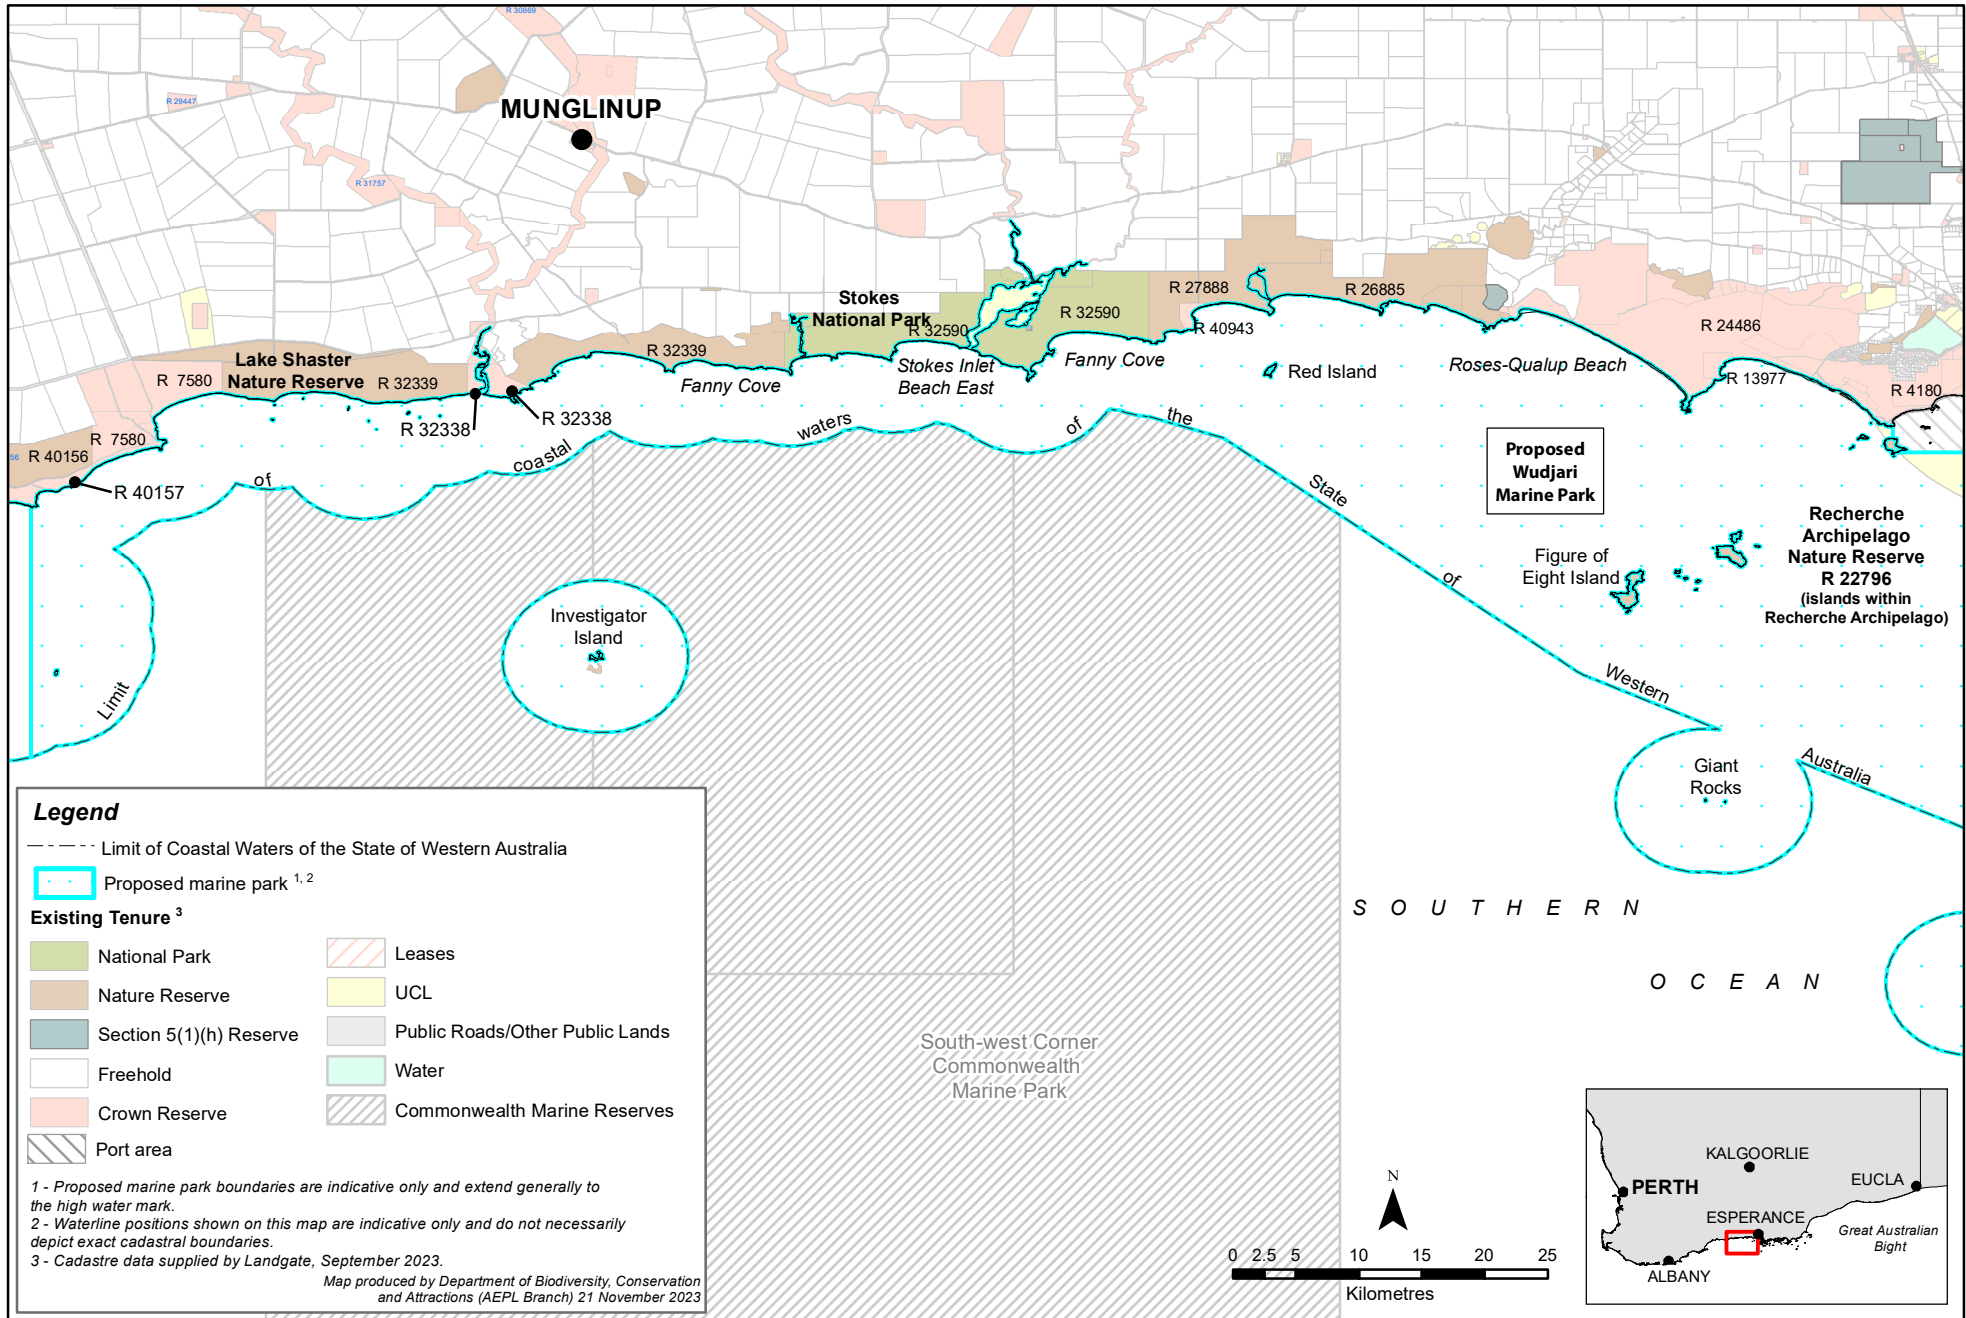 R 30869
R 29447
MUNGLINUP
R 31757
Stokes
National Park
R 32590
R 32590
R 27888
R 26885
R 40943
R 24486
Lake Shaster
Nature Reserve
R 7580
R 32339
R 32339
Fanny Cove
Stokes Inlet
Beach East
Fanny Cove
Red Island
Roses-Qualup Beach
R 13977
R 4180
R 32338
R 32338
R 7580
56
R 40156
R 40157
Limit
of
coastal
waters
of
the
State
of
Western
Australia
Proposed
Wudjari
Marine Park
Recherche
Archipelago
Nature Reserve
R 22796
(islands within
Recherche Archipelago)
Figure of
Eight Island
Investigator
Island
Giant
Rocks
SOUTHERN
OCEAN
South-west Corner
Commonwealth
Marine Park
Legend
Limit of Coastal Waters of the State of Western Australia
Proposed marine park 1, 2
Existing Tenure 3
National Park
Nature Reserve
Section 5(1)(h) Reserve
Freehold
Crown Reserve
Port area
Leases
UCL
Public Roads/Other Public Lands
Water
Commonwealth Marine Reserves
1 - Proposed marine park boundaries are indicative only and extend generally to
the high water mark.
2 - Waterline positions shown on this map are indicative only and do not necessarily
depict exact cadastral boundaries.
3 - Cadastre data supplied by Landgate, September 2023.
Map produced by Department of Biodiversity, Conservation
and Attractions (AEPL Branch) 21 November 2023
N
0 2.5 5 10 15 20 25
Kilometres
KALGOORLIE
PERTH
EUCLA
ESPERANCE
Great Australian
Bight
ALBANY